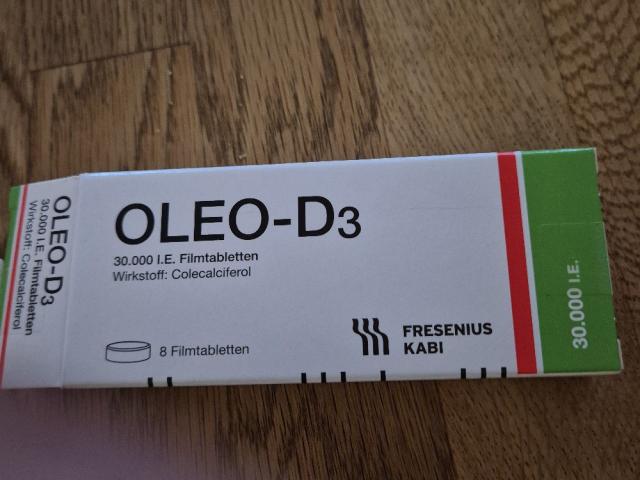 OLEO-D3
30.000 I.E. Filmtabletten
Wirkstoff: Colecalciferol
8 Filmtabletten
FRESENIUS
KABI
30.000 I.E.
OLEO-D3
30.000 I.E. Filmtabletten
Wirkstoff: Colecalciferol